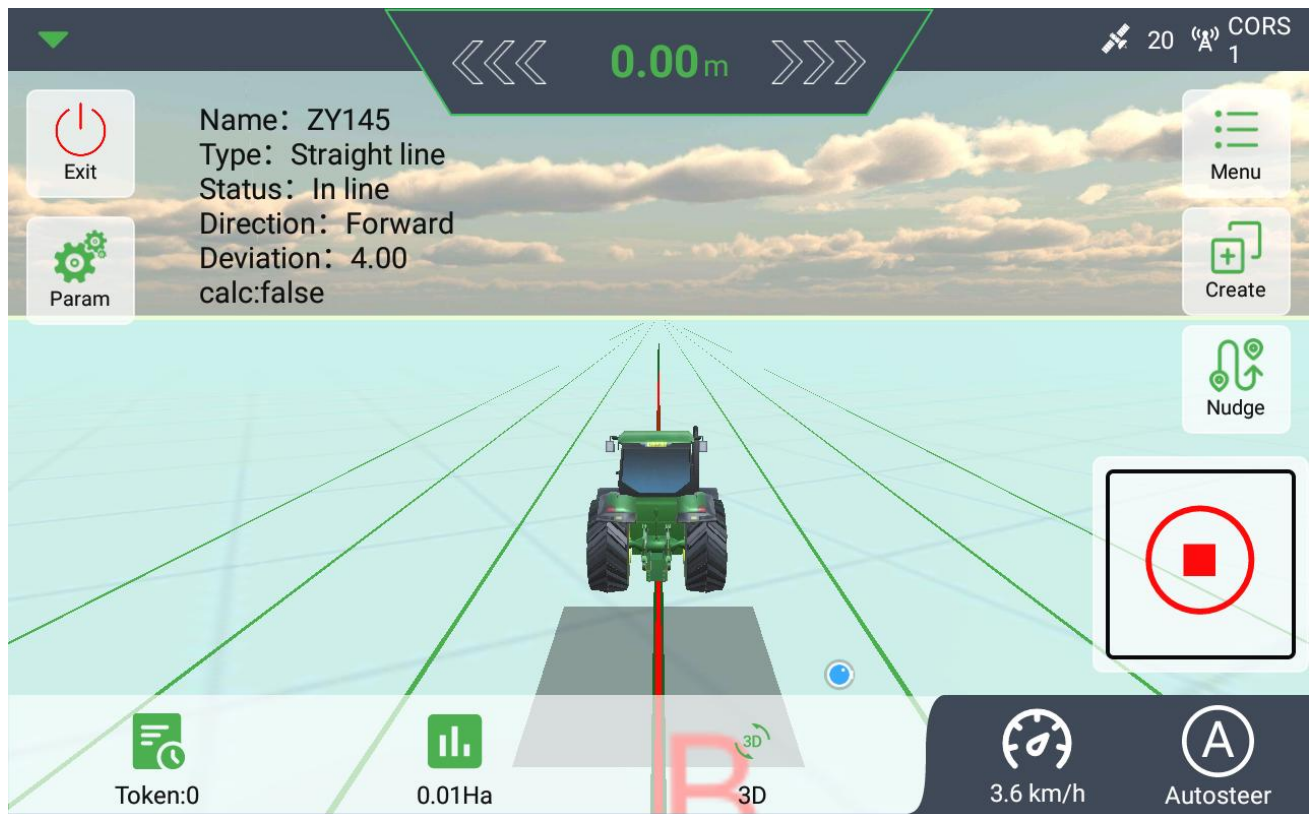 0.00m
20
CORS
1
Exit
Name: ZY145
Type: Straight line
Status: In line
Direction: Forward
Deviation: 4.00
calc:false
Param
Menu
Create
Nudge
B
Token:0
0.01Ha
3D
3D
3.6 km/h
A
Autosteer